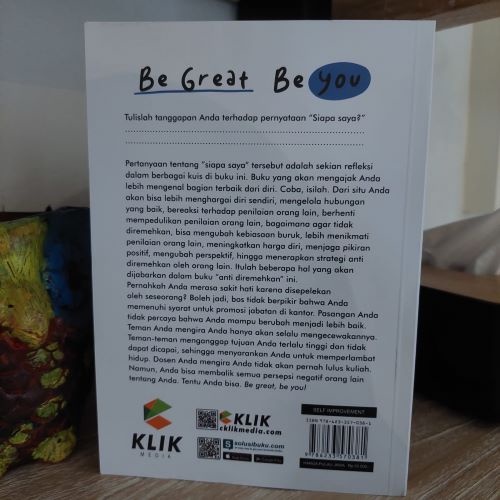 Be Great Be you
Tulislah tanggapan Anda terhadap pernyataan "Siapa saya?"
Pertanyaan tentang "siapa saya" tersebut adalah sekian refleksi
dalam berbagai kuis di buku ini. Buku yang akan mengajak Anda
lebih mengenal bagian terbaik dari diri. Coba, isilah. Dari situ Anda
akan bisa lebih menghargai diri sendiri, mengelola hubungan
yang baik, bereaksi terhadap penilaian orang lain, berhenti
mempedulikan penilaian orang lain, bagaimana agar tidak
diremehkan, bisa mengubah kebiasaan buruk, lebih menikmati
penilaian orang lain, meningkatkan harga diri, menjaga pikiran
positif, mengubah perspektif, hingga menerapkan strategi anti
diremehkan oleh orang lain. Itulah beberapa hal yang akan
dijabarkan dalam buku "anti diremehkan" ini.
Pernahkah Anda merasa sakit hati karena disepelekan
oleh seseorang? Boleh jadi, bos tidak berpikir bahwa Anda
memenuhi syarat untuk promosi jabatan di kantor. Pasangan Anda
tidak percaya bahwa Anda mampu berubah menjadi lebih baik.
Teman Anda mengira Anda hanya akan selalu mengecewakannya.
Teman-teman menganggap tujuan Anda terlalu tinggi dan tidak
dapat dicapai, sehingga menyarankan Anda untuk memperlambat
hidup. Dosen Anda mengira Anda tidak akan pernah lulus kuliah.
Namun, Anda bisa membalik semua persepsi negatif orang lain
tentang Anda. Tentu Anda bisa. Be great, be you!
KLIK
MEDIA
KLIK
cklikmedia.com
solusibuku.com
SELF IMPROVEMENT